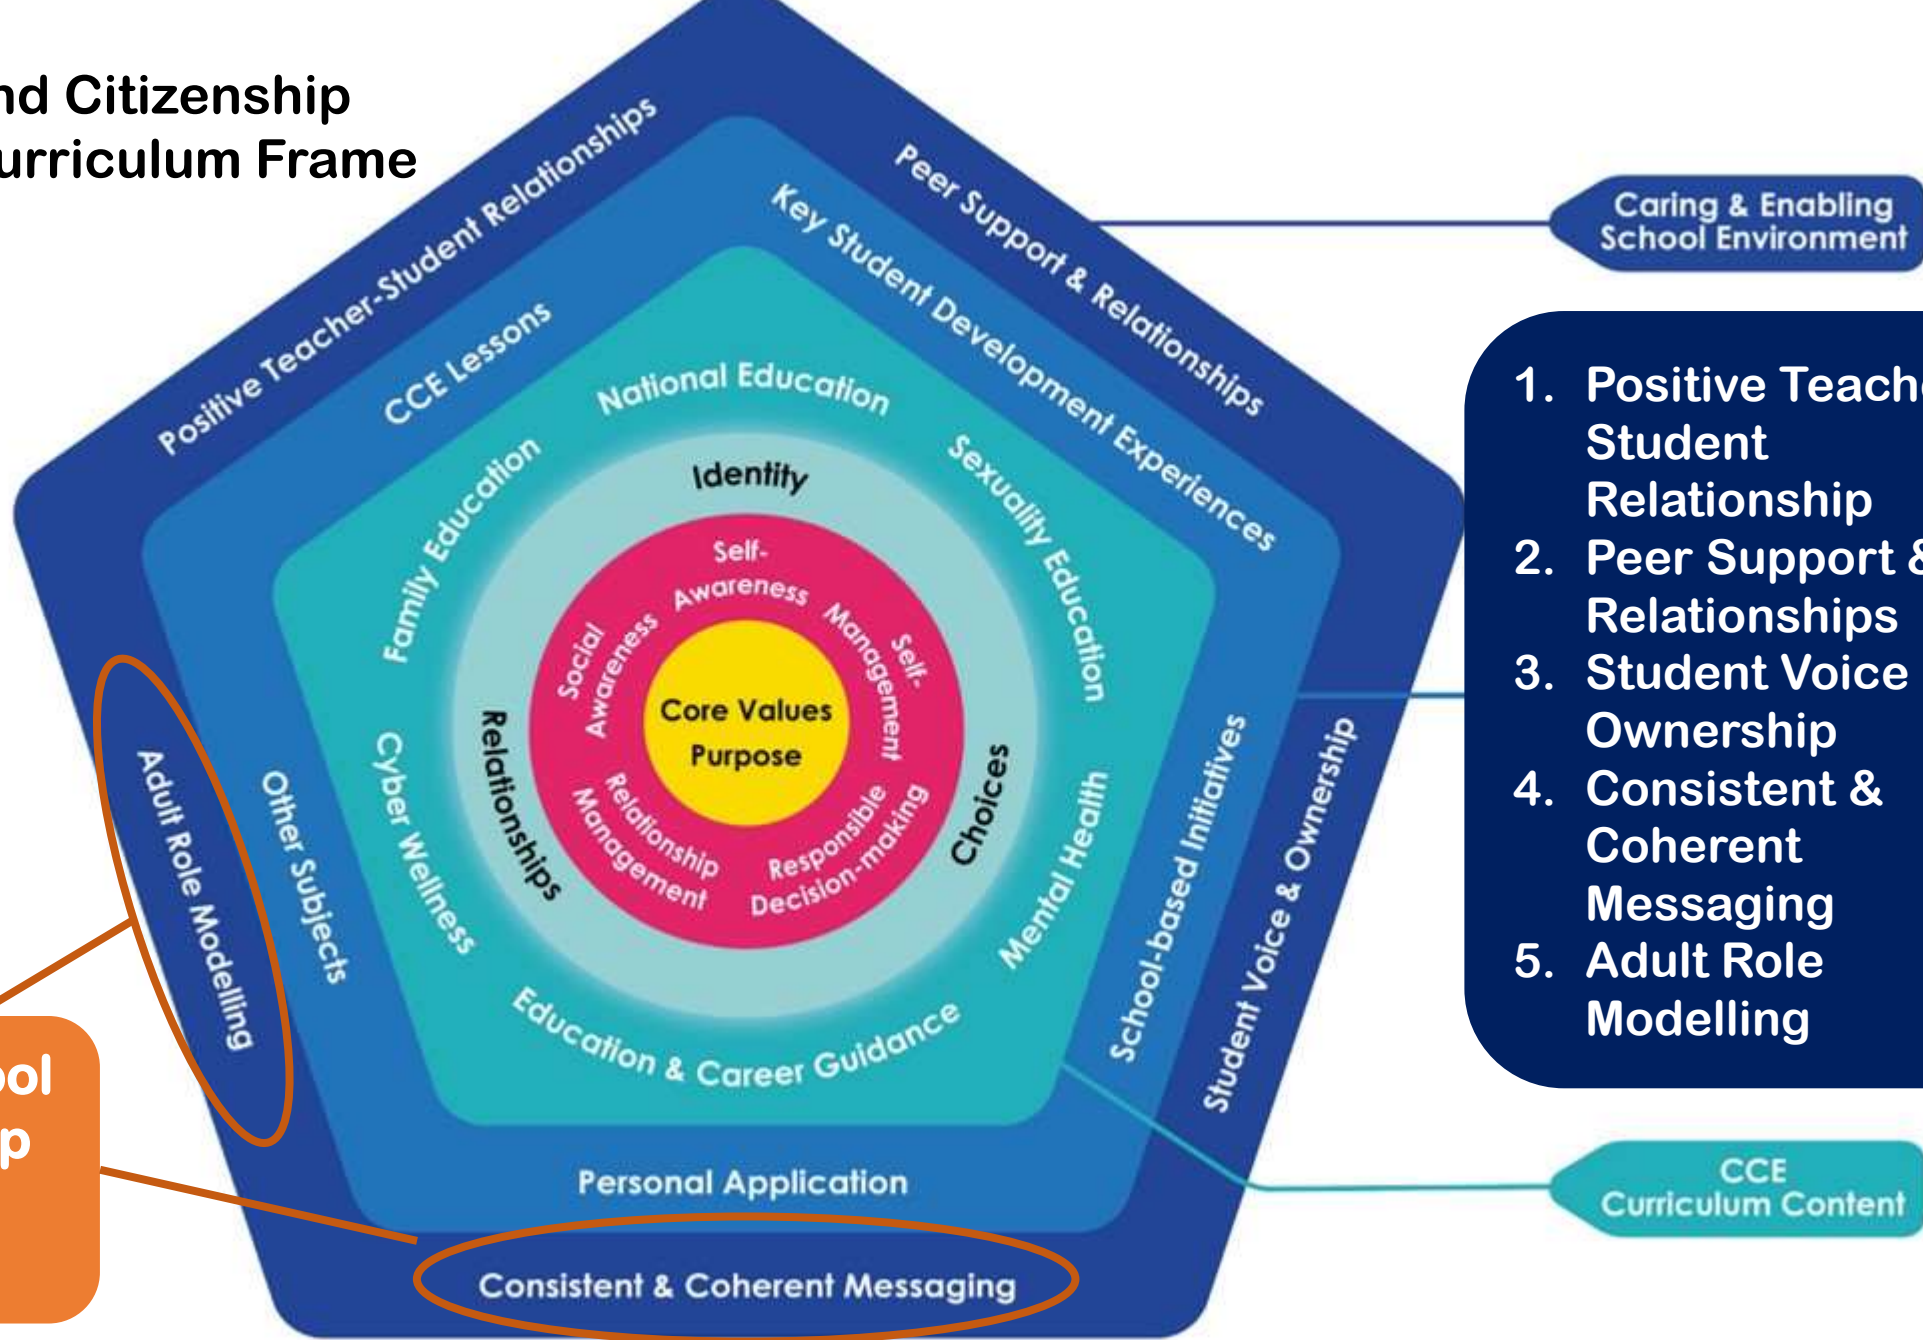 nd Citizenship
urriculum Frame
Positive Teacher-Student Relationships
Peer Support & Relationships
Caring & Enabling
School Environment
CCE Lessons
Key Student Development Experiences
National Education
Family Education
Sexuality Education
Identity
Self-
Awareness
Social
Awareness
Self-
Management
Core Values
Purpose
Relationships
Choices
Relationship
Management
Responsible
Decision-making
Cyber Wellness
Mental Health
Education & Career Guidance
Other Subjects
School-based Initiatives
Adult Role Modelling
Student Voice & Ownership
Personal Application
Consistent & Coherent Messaging
1. Positive Teach
Student
Relationship
2. Peer Support &
Relationships
3. Student Voice
Ownership
4. Consistent &
Coherent
Messaging
5. Adult Role
Modelling
CCE
Curriculum Content
ool
p